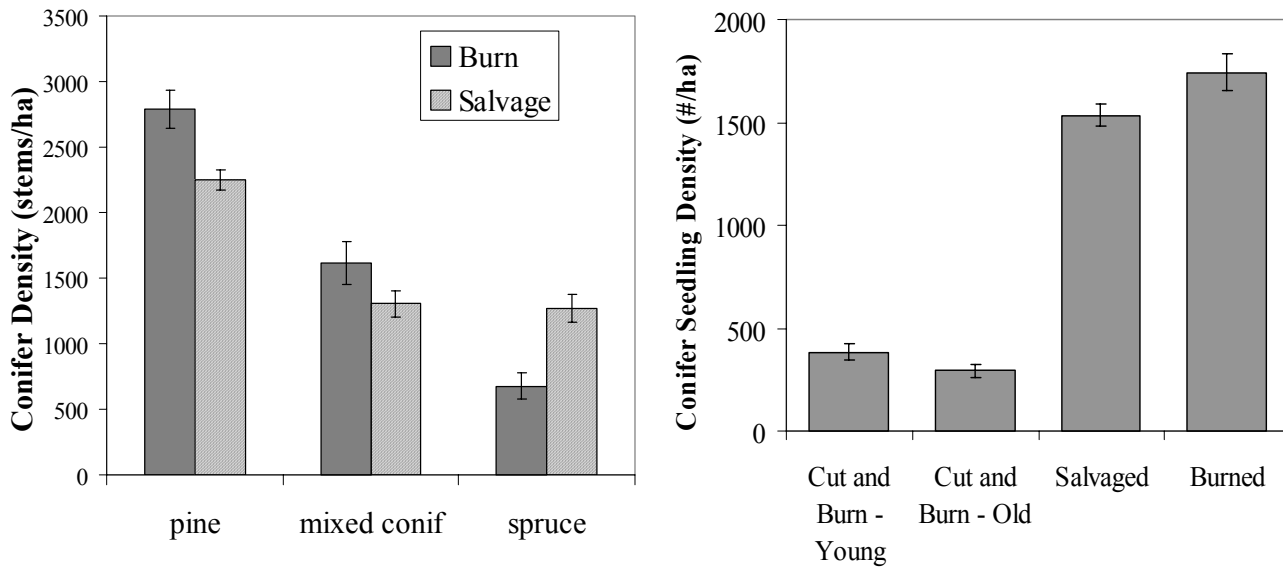 Conifer Density (stems/ha)
3500
3000
2500
2000
1500
1000
500
0
Burn
Salvage
pine
mixed conif
spruce
Conifer Seedling Density (#/ha)
2000
1500
1000
500
0
Cut and
Burn -
Young
Cut and
Burn - Old
Salvaged
Burned